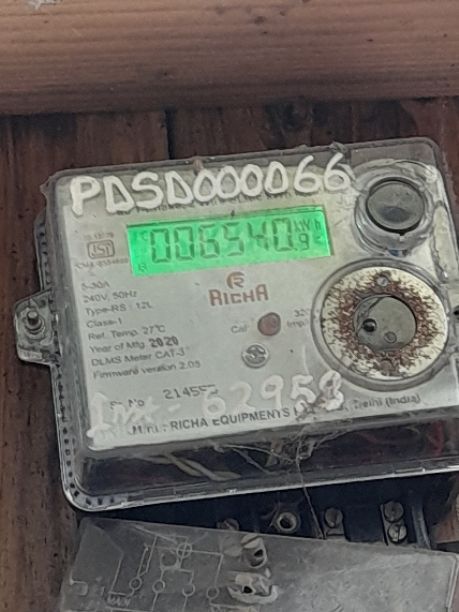 PDSD000066
006540 kWh
RICHA
5-30A
240V, 50Hz
Type-RS : 12L
Class-1
Ref. Temp. 27°C
Cal
Year of Mfg. 2020
DLMS Meter CAT-3
Firmware version 2.05
No
62958
RICHA EQUIPMENTS
Delhi (India)